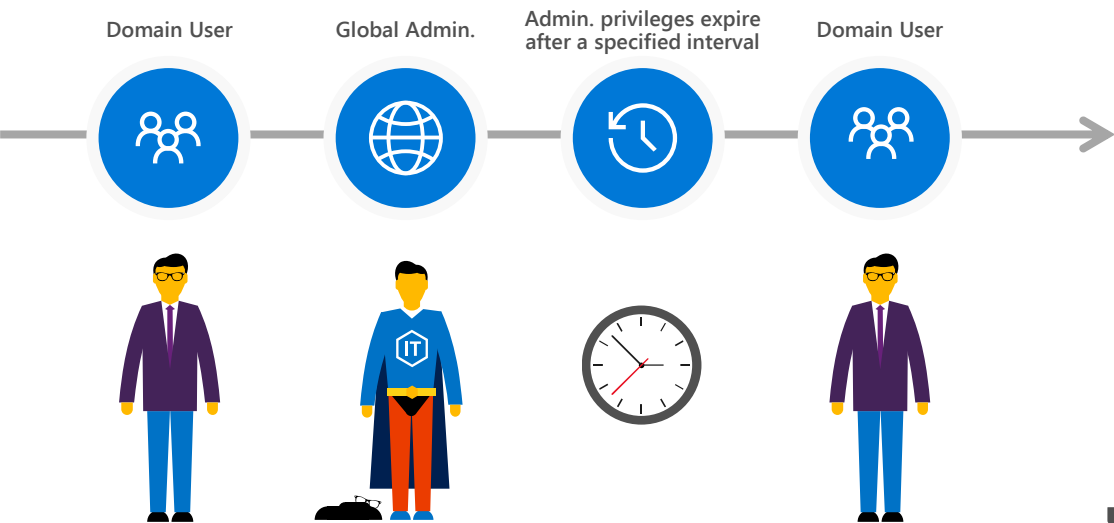 Domain User
Global Admin.
Admin. privileges expire
after a specified interval
Domain User
IT